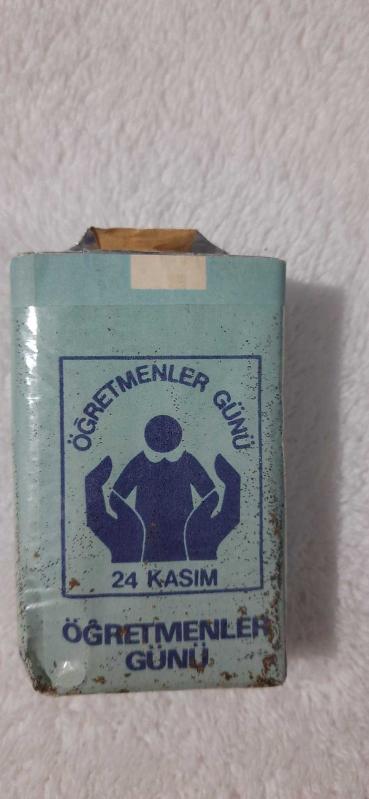 ÖĞRETMENLER GÜNÜ
24 KASIM
ÖĞRETMENLER
GÜNÜ